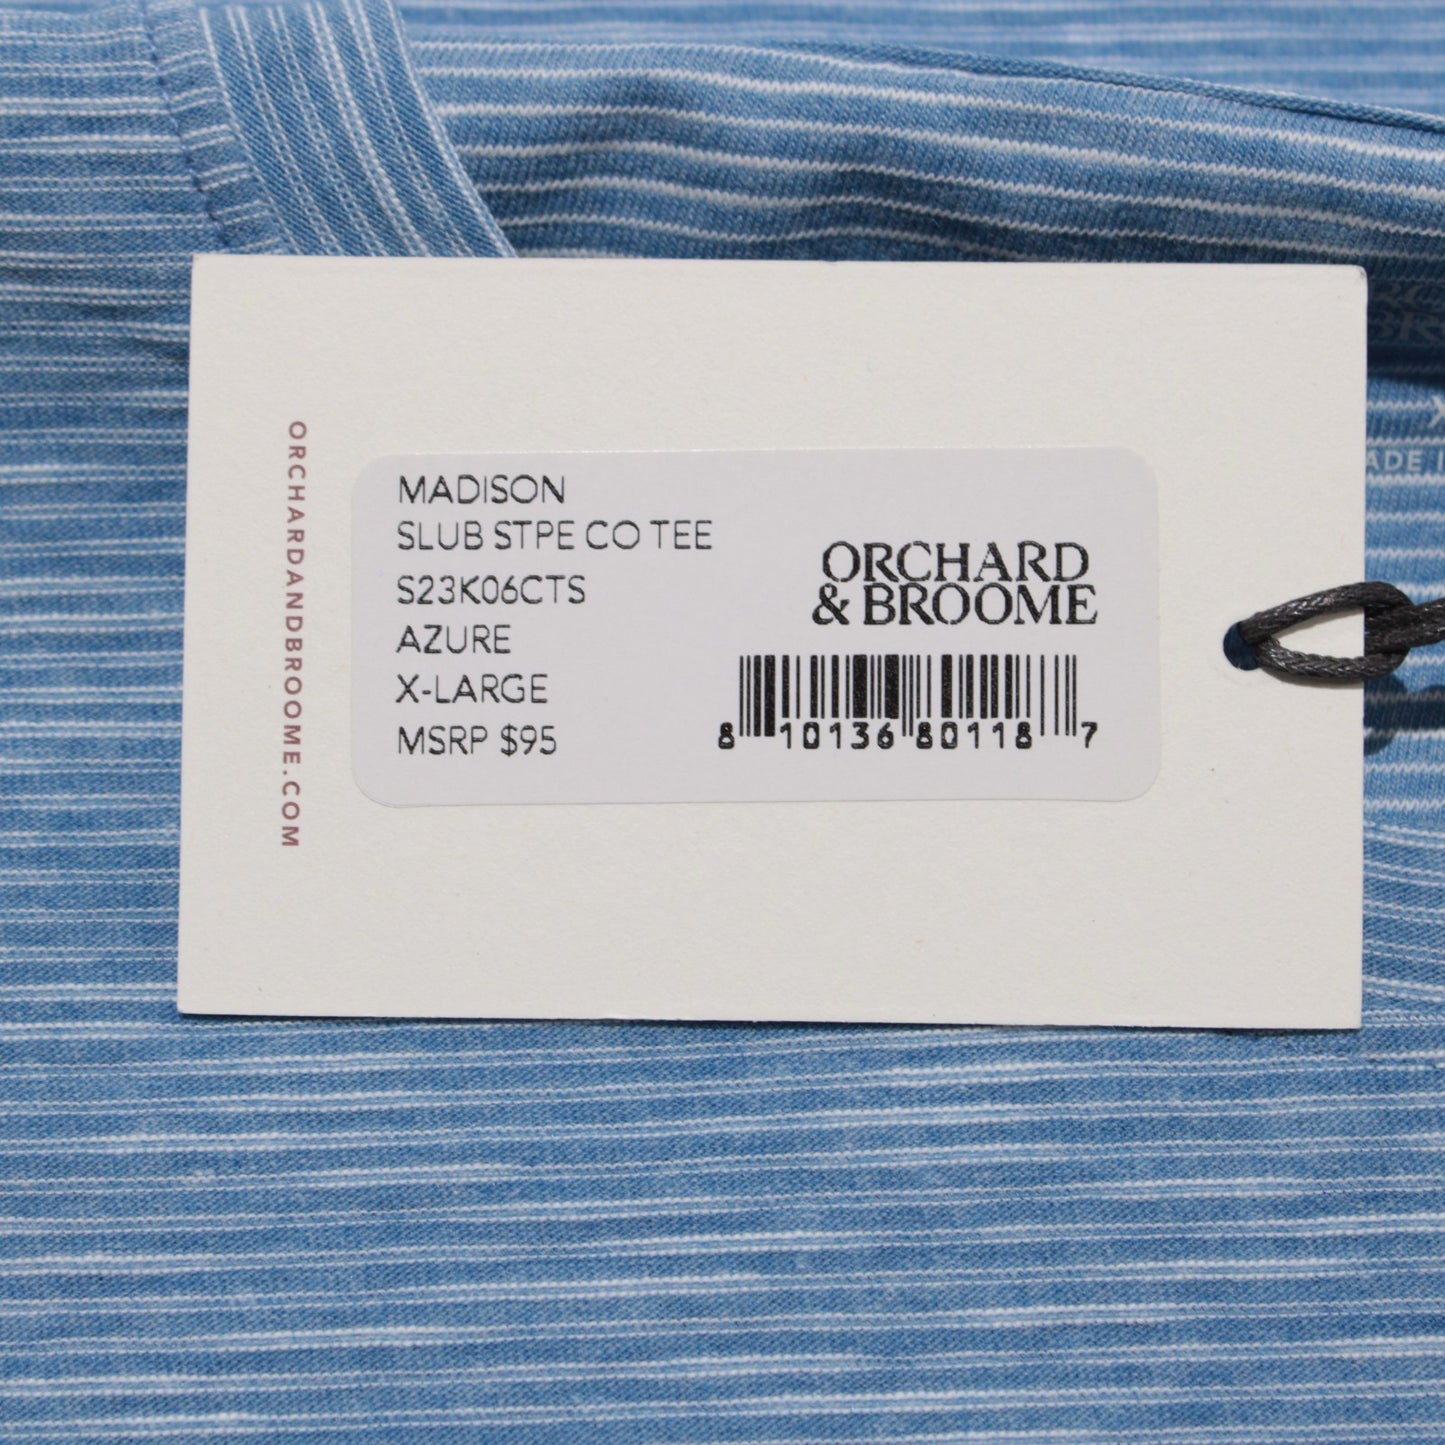 ORCHARDANDBROOME.COM
MADISON
SLUB STPE CO TEE
S23K06CTS
AZURE
X-LARGE
MSRP $95
ORCHARD
& BROOME
8 10136 80118 7